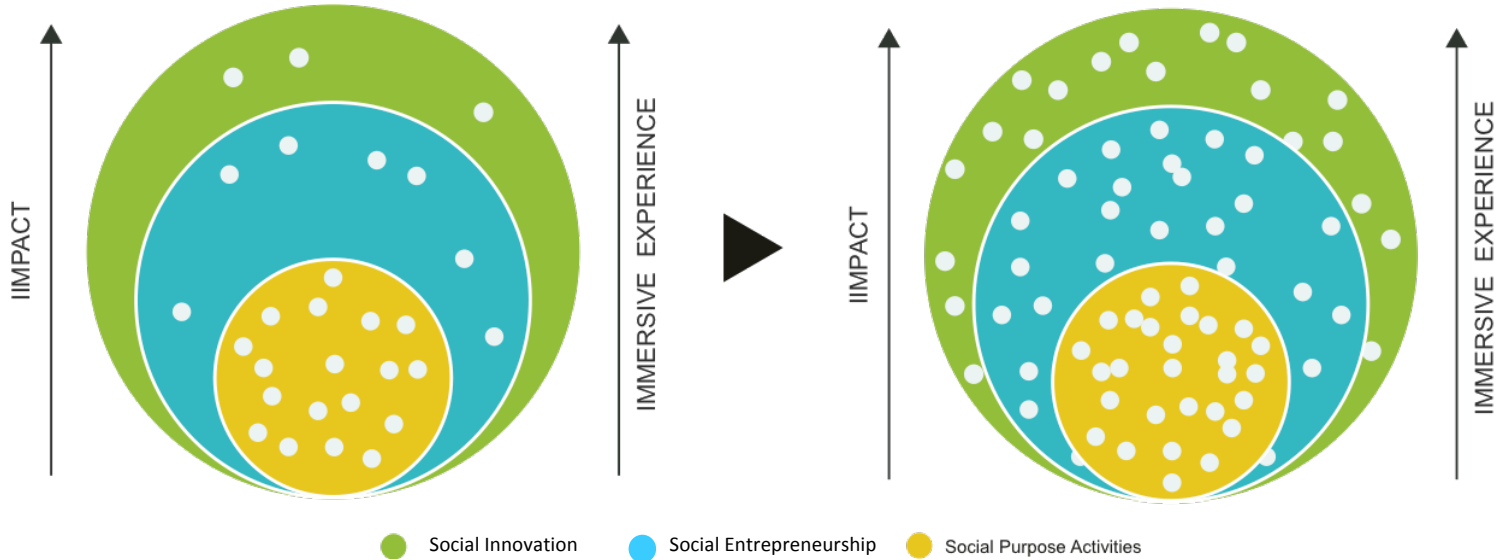 IIMPACT
IMMERSIVE EXPERIENCE
IIMPACT
IMMERSIVE EXPERIENCE
Social Innovation
Social Entrepreneurship
Social Purpose Activities